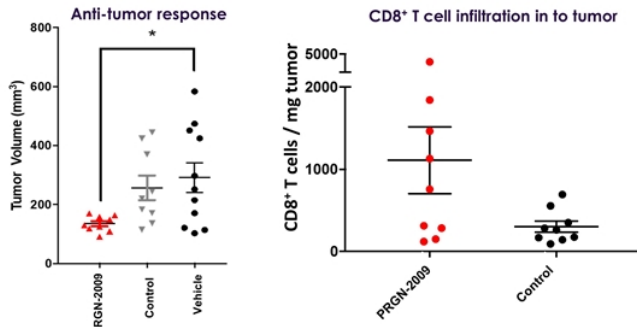 Anti-tumor response
*
Tumor Volume (mm³)
800
600
400
200
0
RGN-2009
Control
Vehicle
CD8⁺ T cell infiltration in to tumor
CD8⁺ T cells / mg tumor
5000
2000
1000
0
PRGN-2009
Control